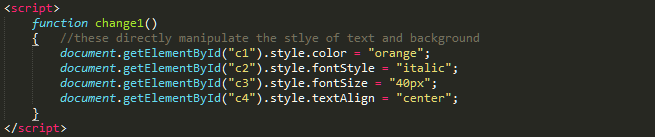 <script>
function change1()
{ //these directly manipulate the stlye of text and background
document.getElementById("c1").style.color = "orange";
document.getElementById("c2").style.fontStyle = "italic";
document.getElementById("c3").style.fontSize = "40px";
document.getElementById("c4").style.textAlign = "center";
}
</script>